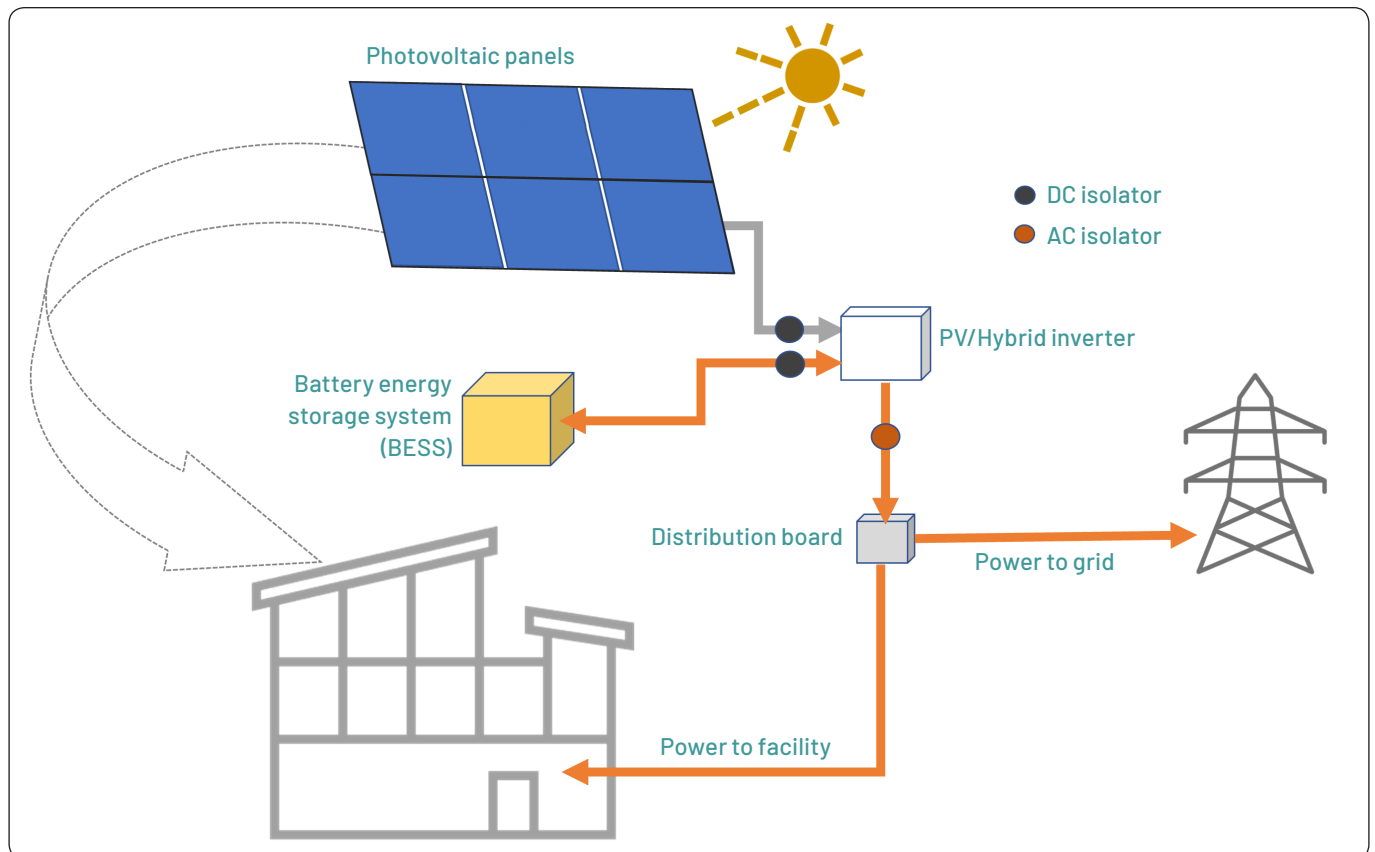 Photovoltaic panels
DC isolator
AC isolator
PV/Hybrid inverter
Battery energy
storage system
(BESS)
Distribution board
Power to grid
Power to facility